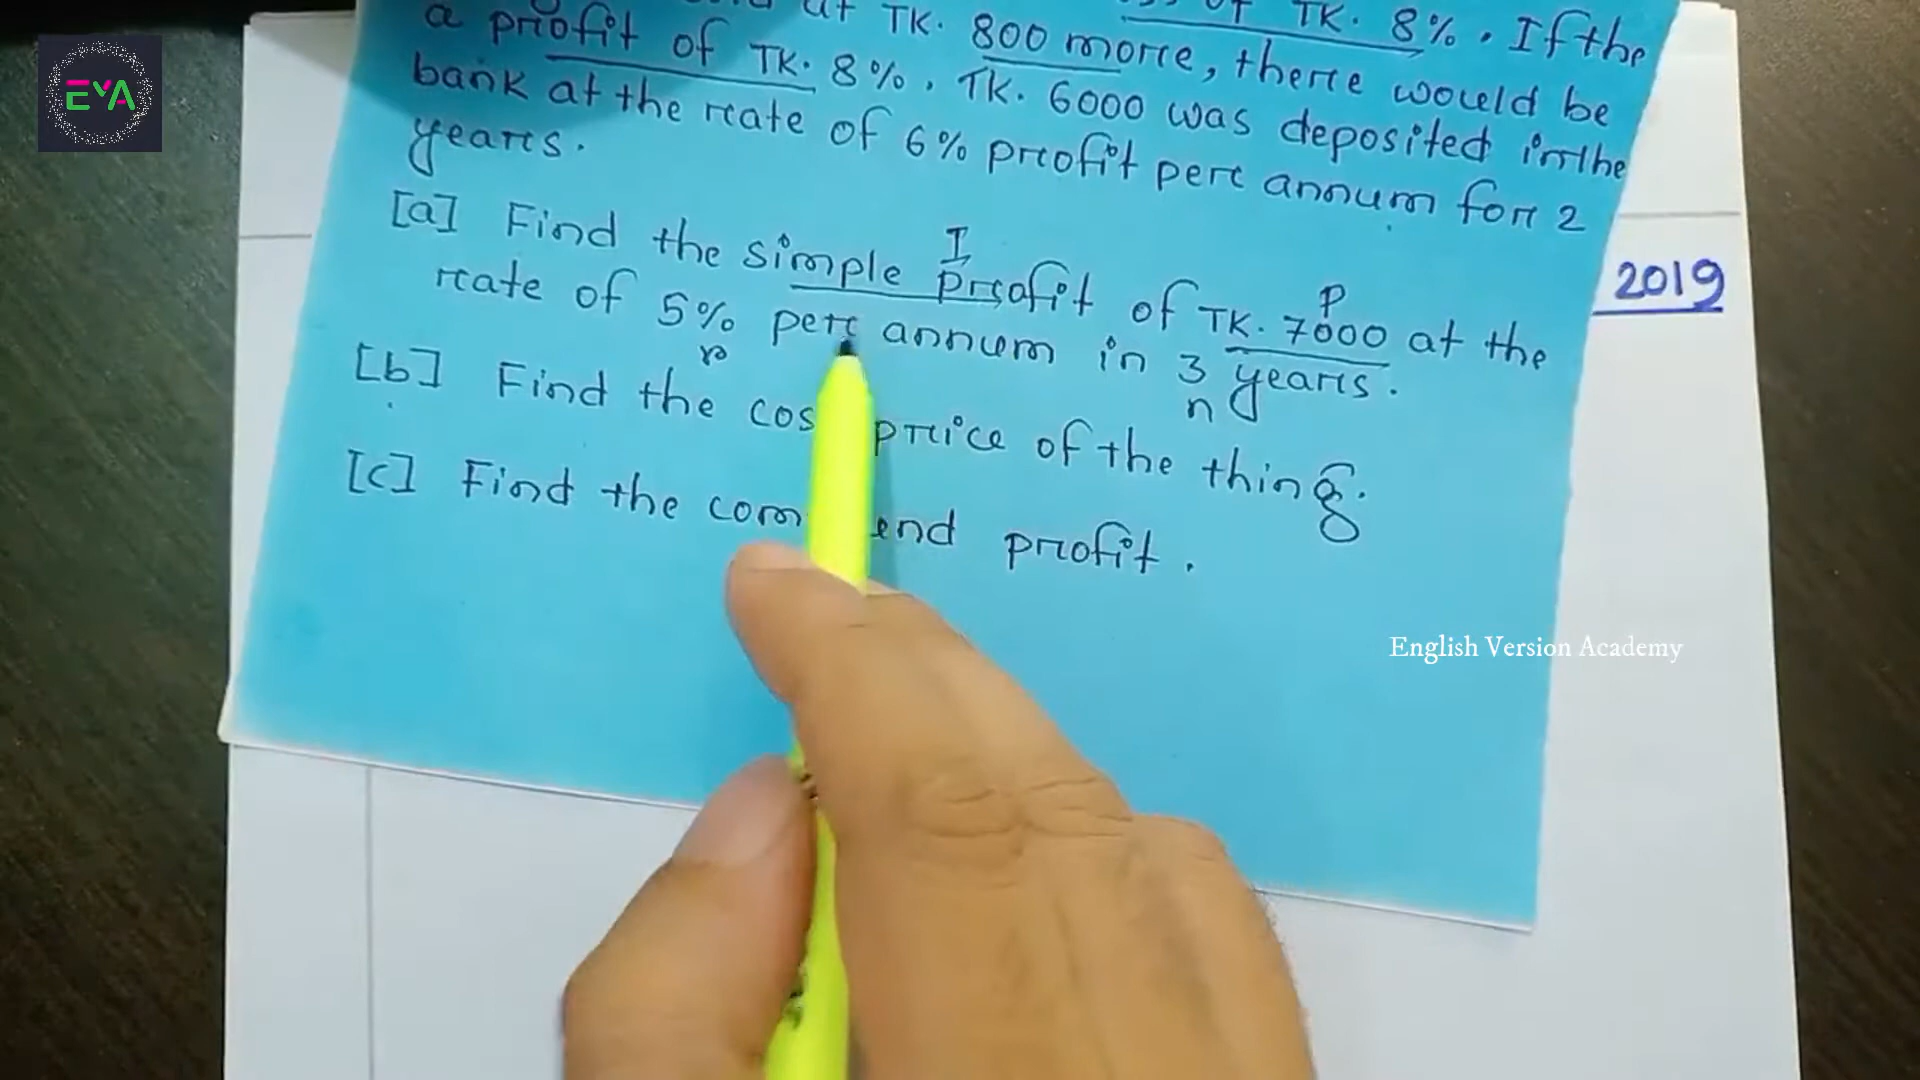 EVA
at TK. 800 more, there would be
of TK. 8%. If the
a profit of TK. 8%. TK. 6000 was deposited in the
bank at the rate of 6% profit per annum for 2
years.
[a] Find the simple profit of TK. 7000 at the
I
P
rate of 5% per annum in 3 years.
r
n
[b] Find the cos price of the thing.
[c] Find the com end profit.
2019
English Version Academy